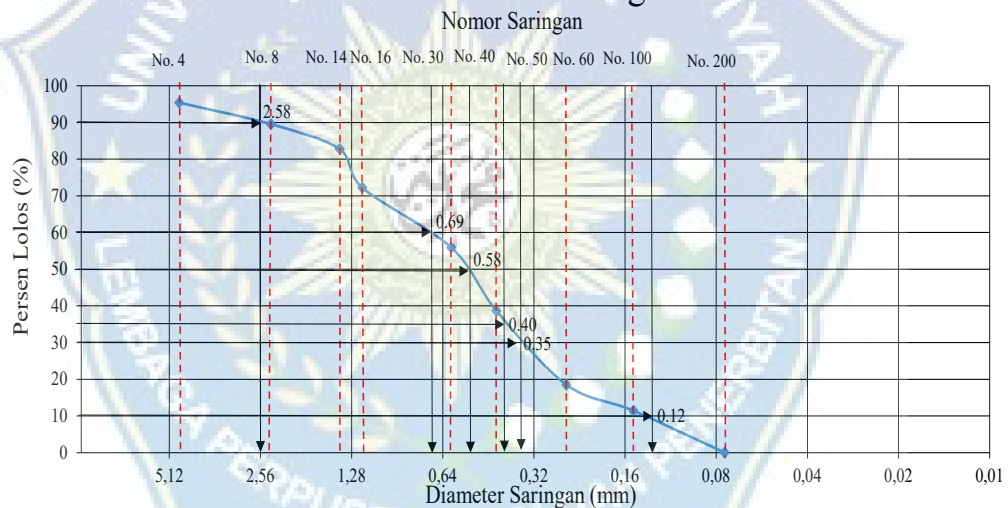 Nomor Saringan
No. 4 No. 8 No. 14 No. 16 No. 30 No. 40 No. 50 No. 60 No. 100 No. 200
Persen Lolos (%)
100
90
80
70
60
50
40
30
20
10
0
2.58
0.69
0.58
0.40
0.35
0.12
5,12 2,56 1,28 0,64 0,32 0,16 0,08 0,04 0,02 0,01
Diameter Saringan (mm)
LEMBAGA